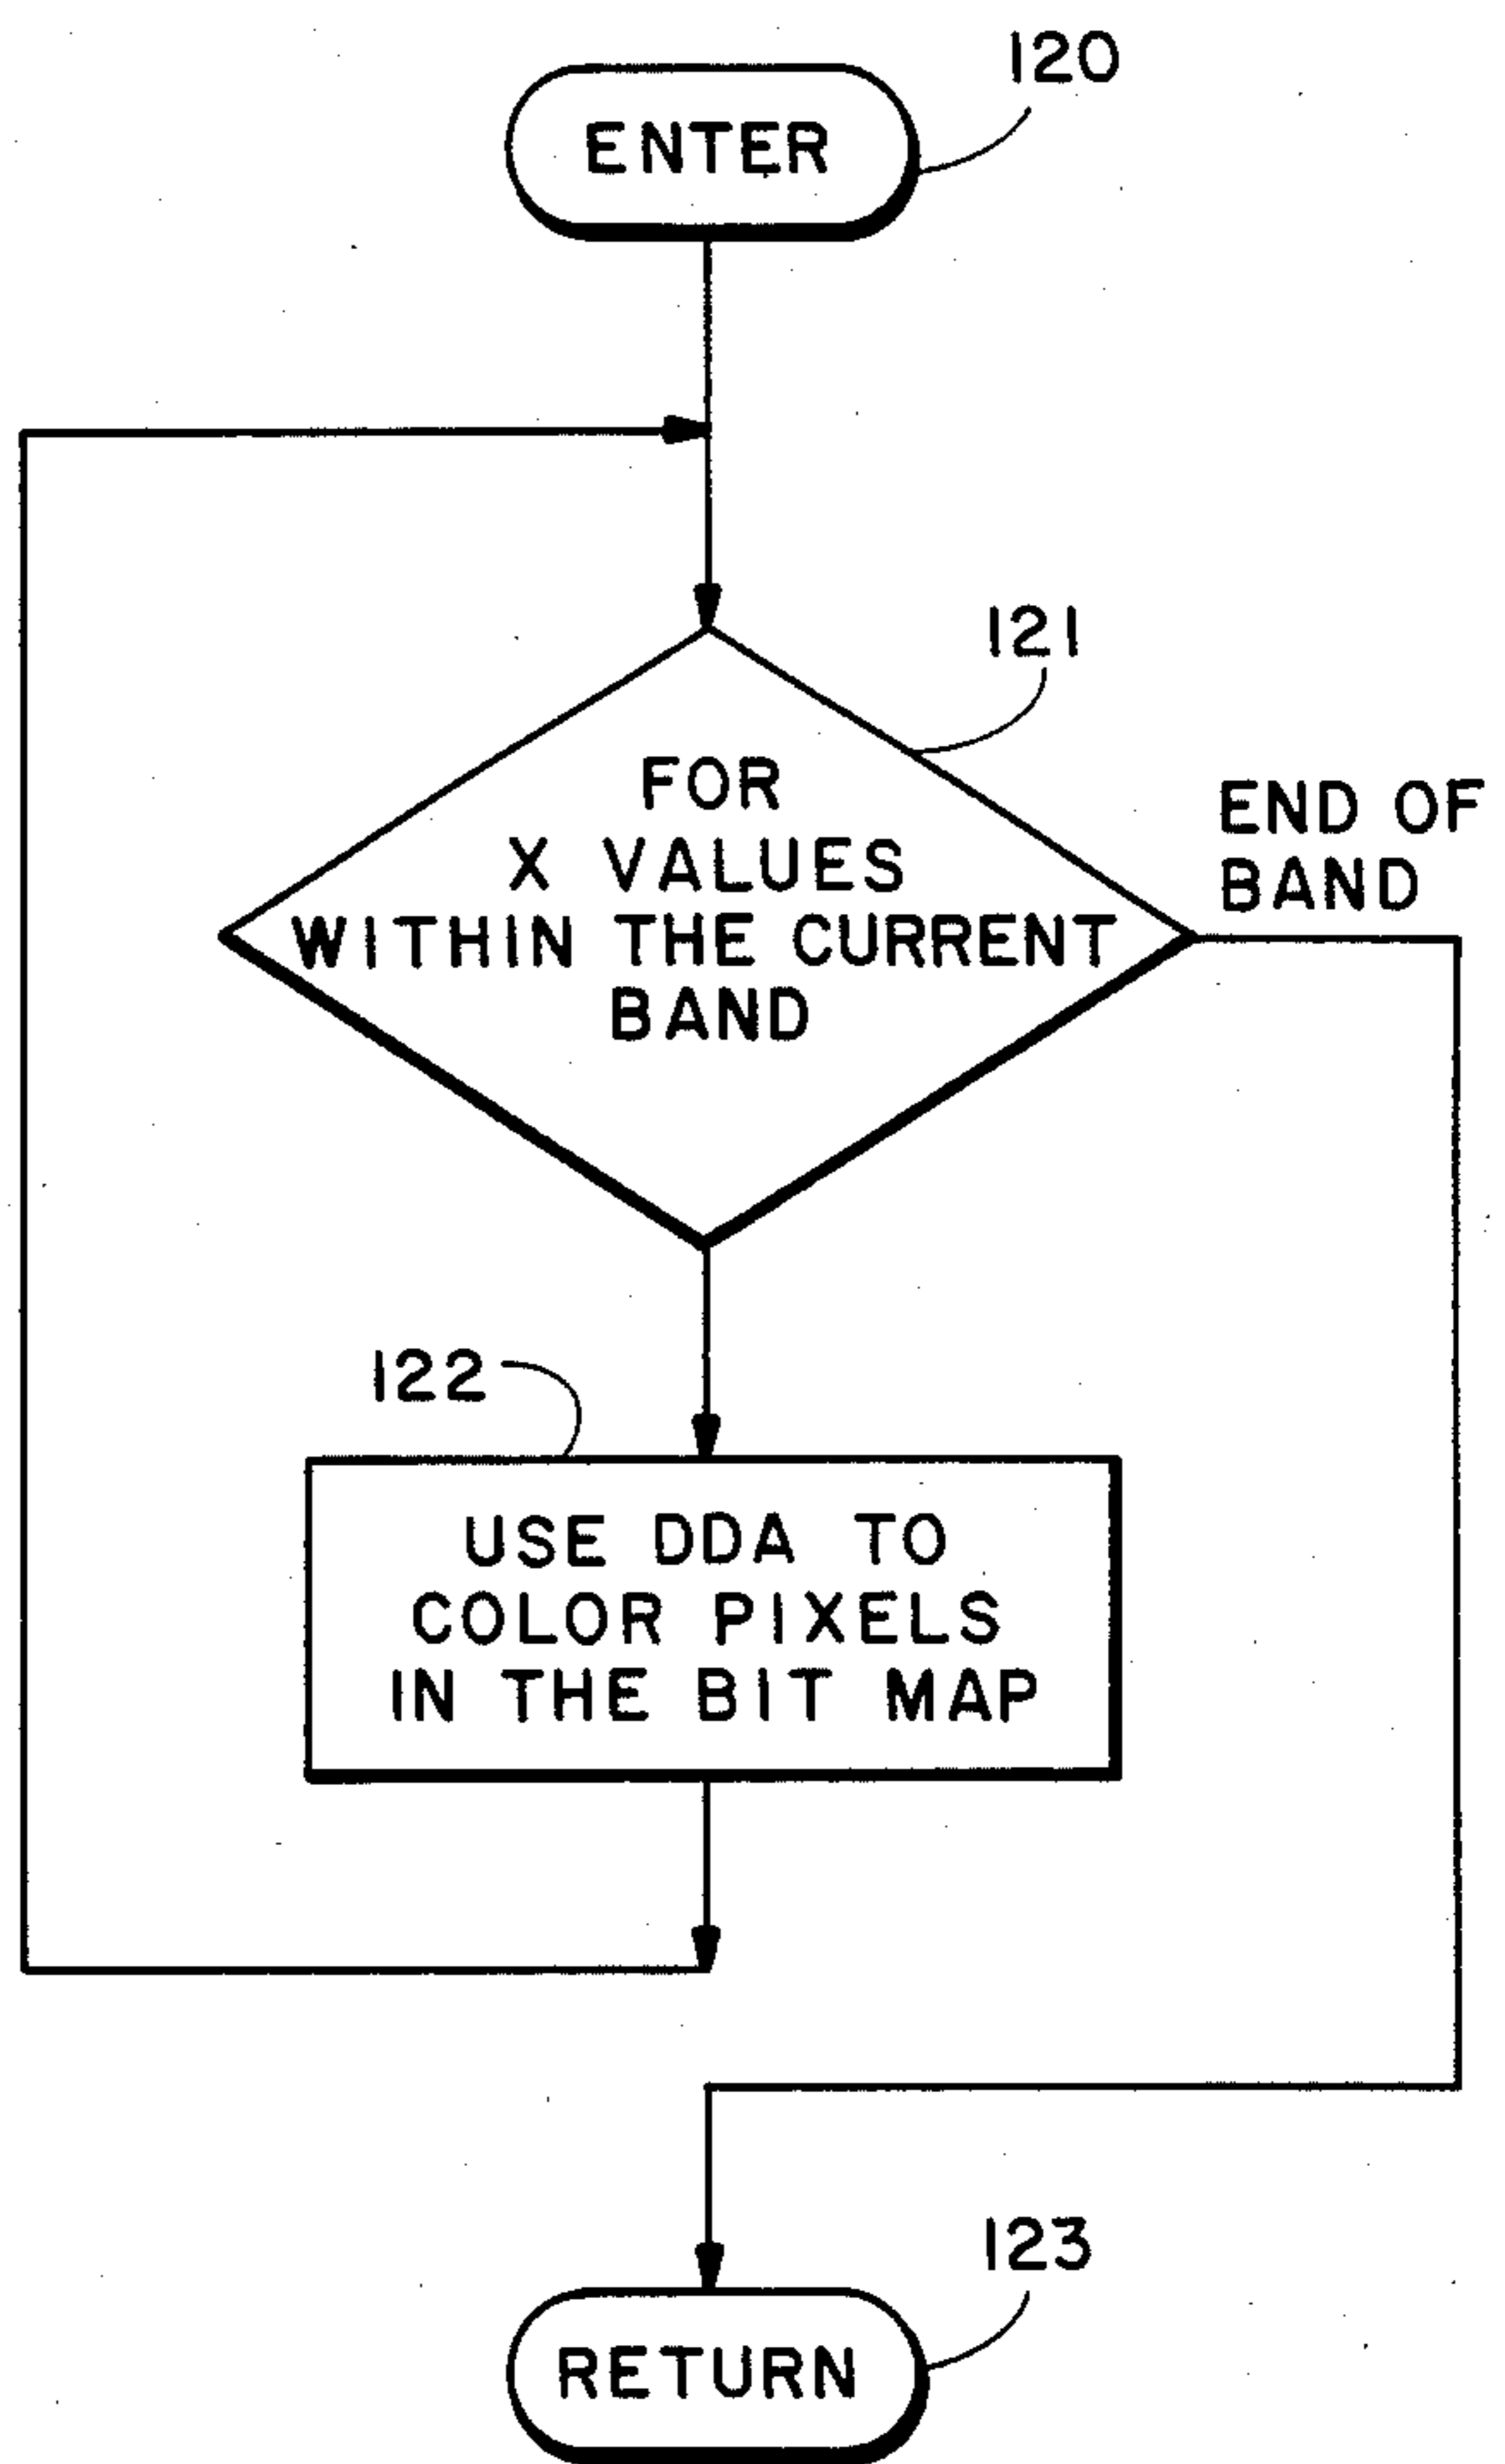 120
ENTER
121
FOR
X VALUES
WITHIN THE CURRENT
BAND
END OF
BAND
122
USE DDA TO
COLOR PIXELS
IN THE BIT MAP
123
RETURN